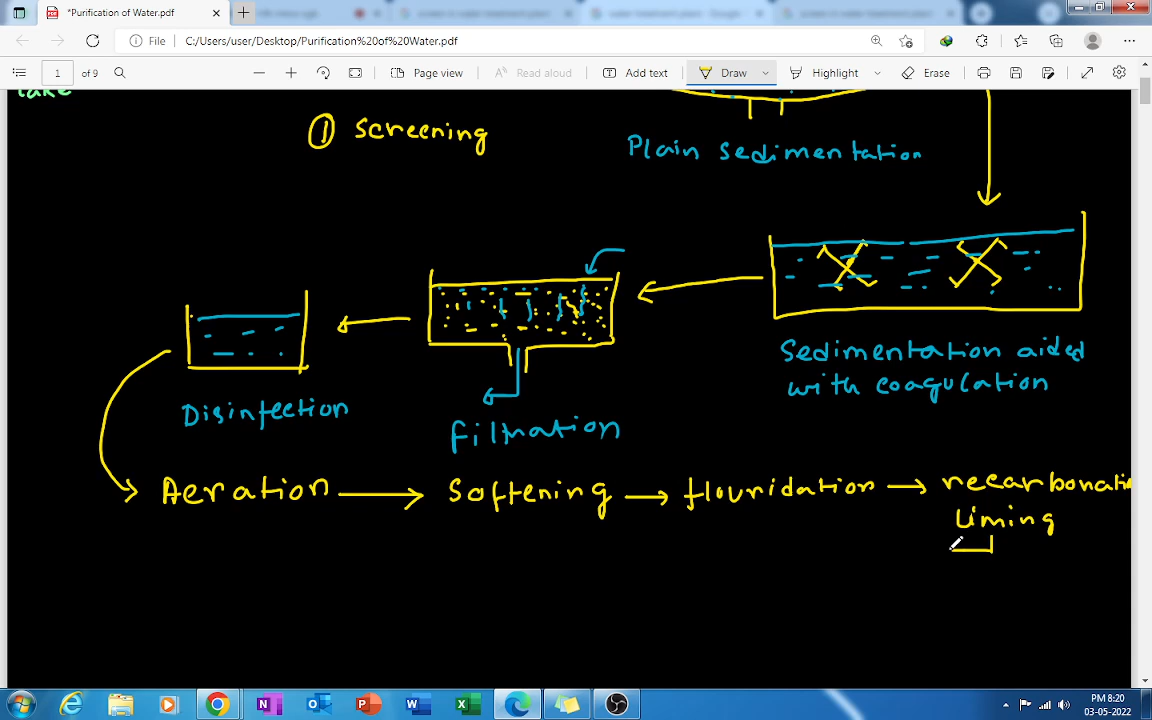 *Purification of Water.pdf
File C:/Users/user/Desktop/Purification%20of%20Water.pdf
1 of 9 Page view Read aloud Add text Draw Highlight Erase
lake
① Screening
Plain sedimentation
Sedimentation aided
with coagulation
Disinfection
Filtration
Aeration → Softening → flouridation → recarbonatio
Liming
PM 8:20
03-05-2022